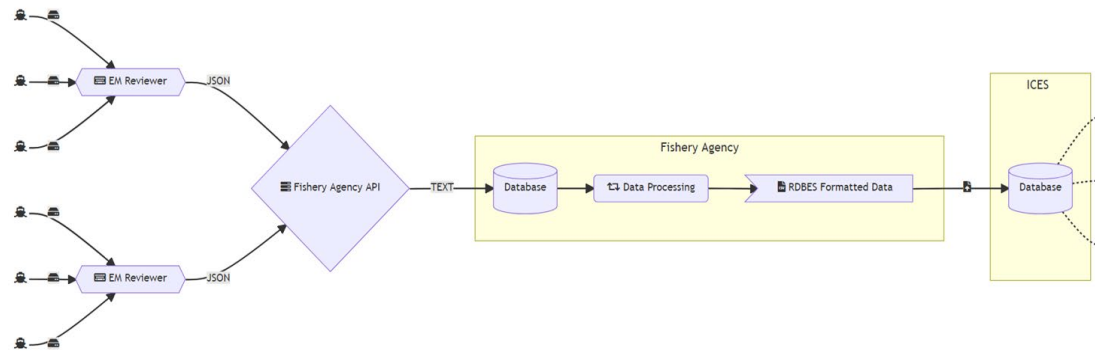 EM Reviewer
JSON
Fishery Agency API
EM Reviewer
JSON
TEXT
Fishery Agency
Database
Data Processing
RDBES Formatted Data
ICES
Database